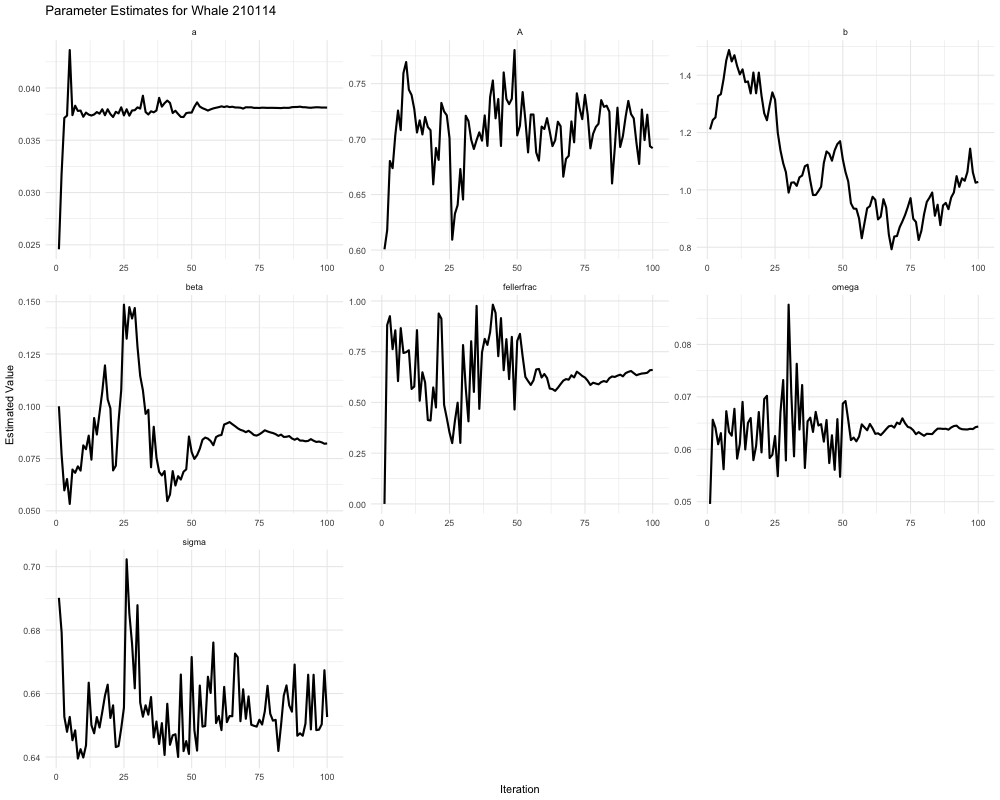 Parameter Estimates for Whale 210114
a
A
b
0.040
0.035
0.030
0.025
0 25 50 75 100
0.75
0.70
0.65
0.60
0 25 50 75 100
1.4
1.2
1.0
0.8
0 25 50 75 100
beta
fellerfrac
omega
0.150
0.125
0.100
0.075
0.050
0 25 50 75 100
1.00
0.75
0.50
0.25
0.00
0 25 50 75 100
0.08
0.07
0.06
0.05
0 25 50 75 100
sigma
0.70
0.68
0.66
0.64
0 25 50 75 100
Estimated Value
Iteration